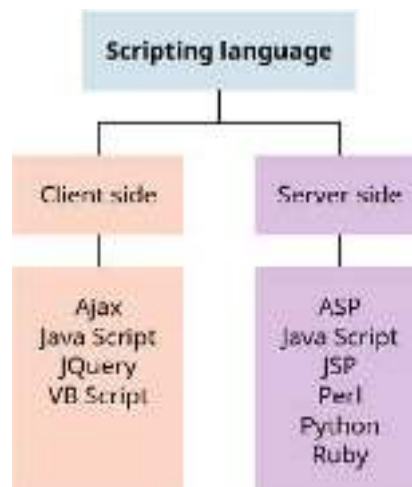 Scripting language
Client side
Server side
Ajax
Java Script
JQuery
VB Script
ASP
Java Script
JSP
Perl
Python
Ruby